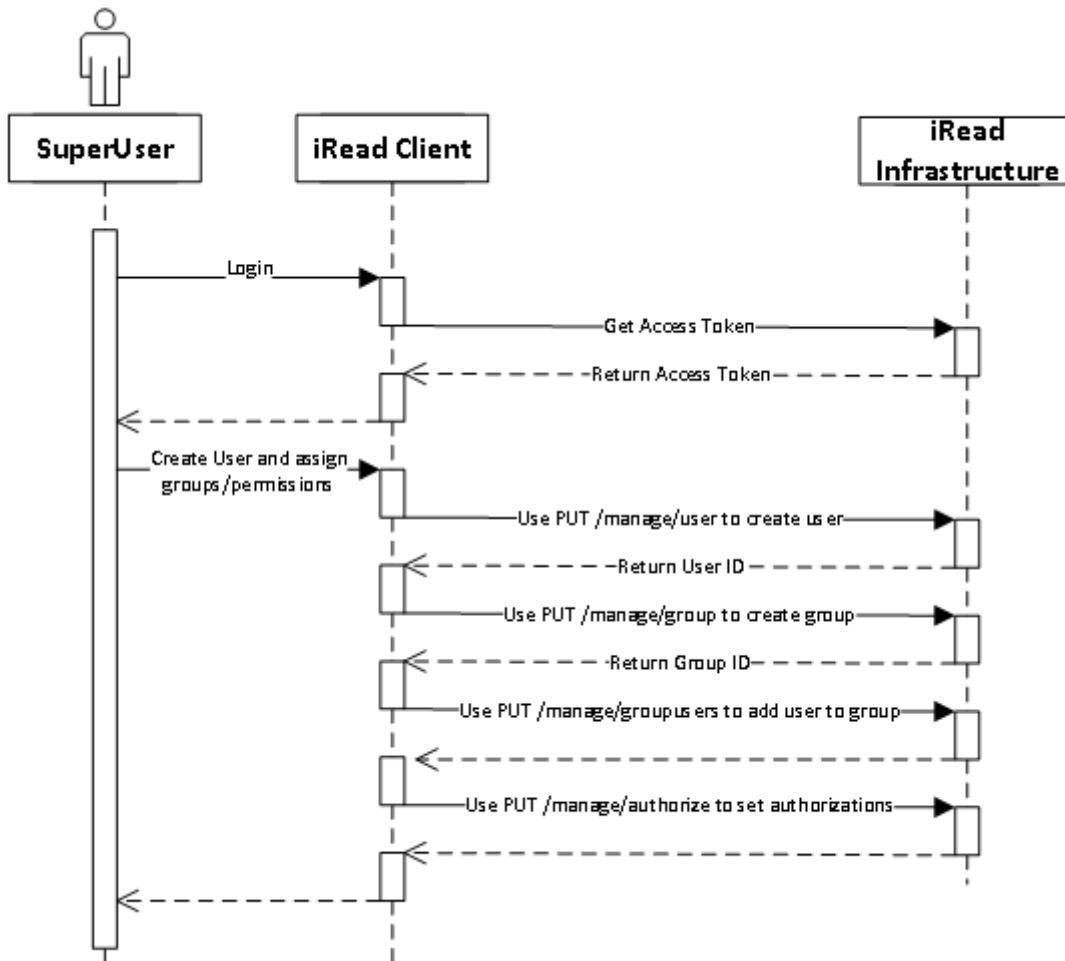 SuperUser
iRead Client
iRead
Infrastructure
Login
Get Access Token
Return Access Token
Create User and assign
groups/permissions
Use PUT /manage/user to create user
Return User ID
Use PUT /manage/group to create group
Return Group ID
Use PUT /manage/groupusers to add user to group
Use PUT /manage/authorize to set authorizations